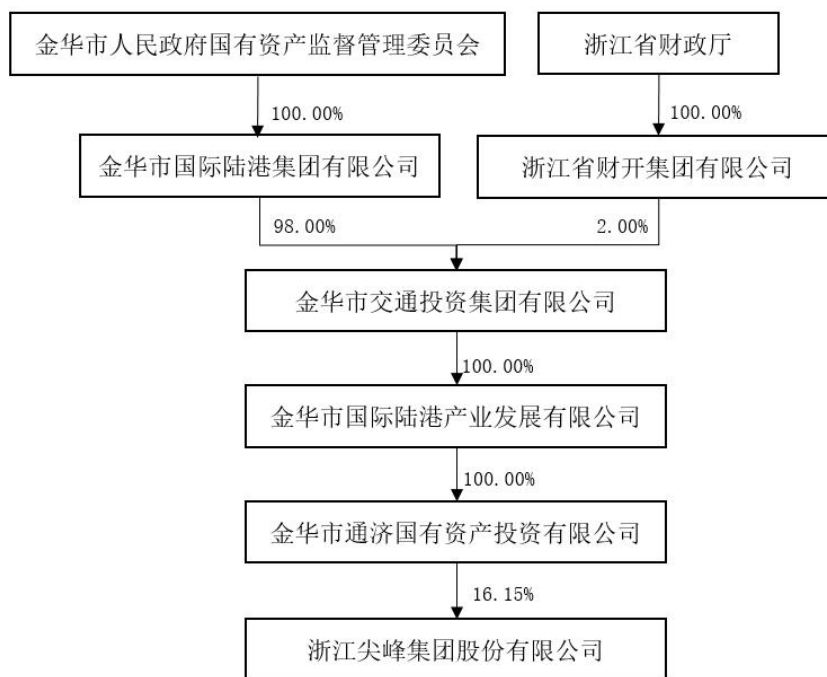 金华市人民政府国有资产监督管理委员会
浙江省财政厅
100.00%
100.00%
金华市国际陆港集团有限公司
浙江省财开集团有限公司
98.00%
2.00%
金华市交通投资集团有限公司
100.00%
金华市国际陆港产业发展有限公司
100.00%
金华市通济国有资产投资有限公司
16.15%
浙江尖峰集团股份有限公司